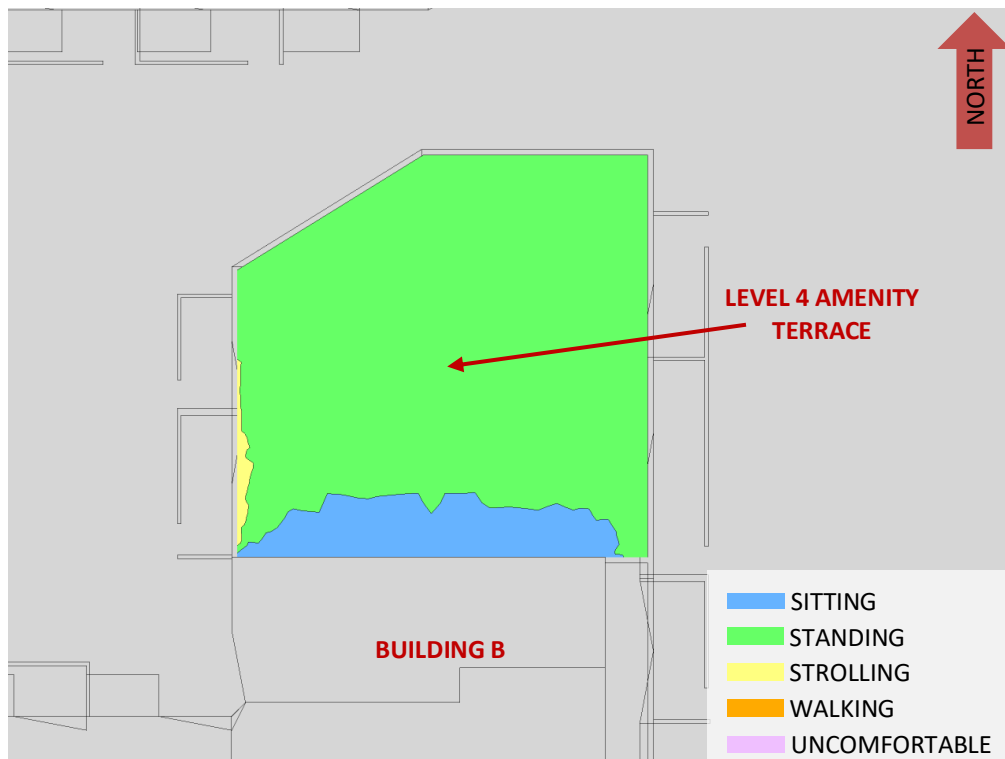 NORTH
LEVEL 4 AMENITY
TERRACE
BUILDING B
SITTING
STANDING
STROLLING
WALKING
UNCOMFORTABLE